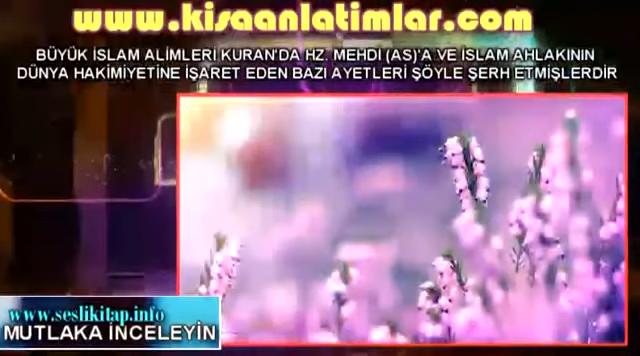 www.kisaanlatimlar.com
BÜYÜK İSLAM ALİMLERİ KURAN'DA HZ. MEHDİ (AS)'A VE İSLAM AHLAKININ
DÜNYA HAKİMİYETİNE İŞARET EDEN BAZI AYETLERİ ŞÖYLE ŞERH ETMİŞLERDİR
www.seslikitap.info
MUTLAKA İNCELEYİN